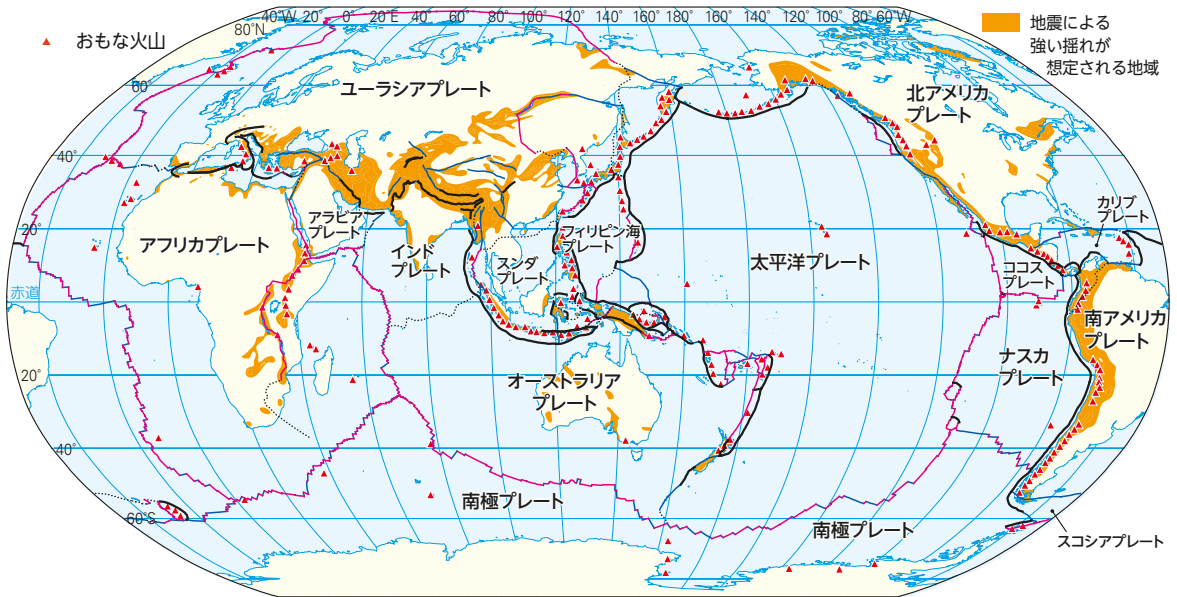 40°W 20° 0° 20°E 40° 60° 80° 100° 120° 140° 160° 180° 160° 140° 120° 100° 80° 60°W
80°N
おもな火山
地震による
強い揺れが
想定される地域
60°
ユーラシアプレート
北アメリカ
プレート
40°
カリブ
プレート
20°
アラビア
プレート
アフリカプレート
インド
プレート
スンダ
プレート
フィリピン海
プレート
太平洋プレート
ココス
プレート
赤道
南アメリカ
プレート
ナスカ
プレート
20°
オーストラリア
プレート
40°
南極プレート
60°S
南極プレート
スコシアプレート